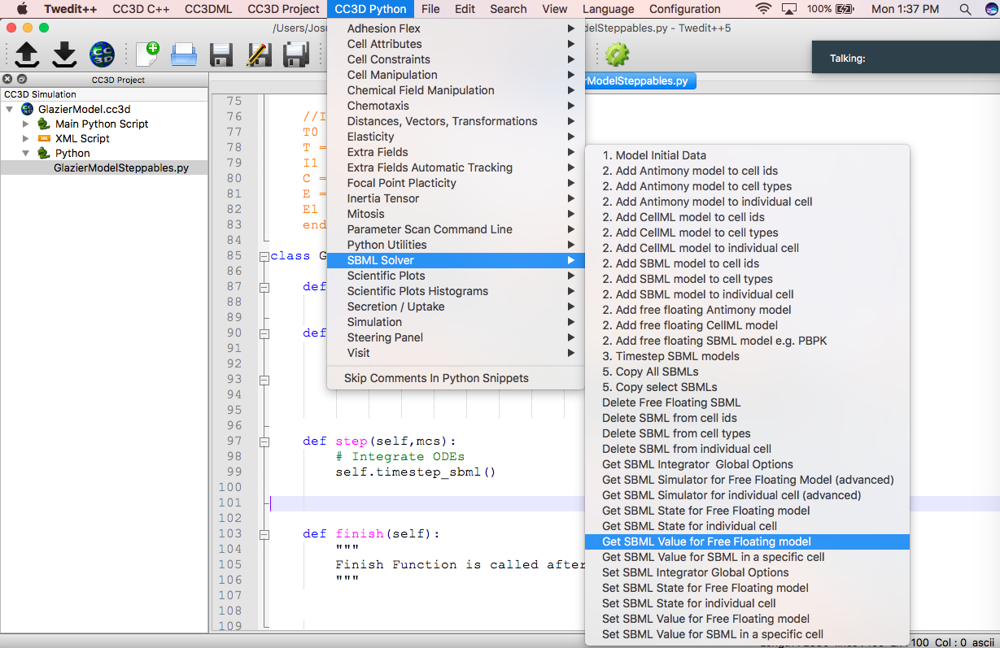 Twedit++ CC3D C++ CC3DML CC3D Project CC3D Python File Edit Search View Language Configuration 100% Mon 1:37 PM
/Users/Josu
delSteppables.py - Twedit++5
CC3D
Talking:
CC3D Project
CC3D Simulation
GlazierModel.cc3d
Main Python Script
XML Script
Python
GlazierModelSteppables.py
rModelSteppables.py
75
76 //I
77 T0
78 T =
79 Il
80 C =
81 E =
82 El
83 end
84
85 class G
86
87 def
88
89
90 def
91
92
93
94
95
96
97 def step(self,mcs):
98 # Integrate ODEs
99 self.timestep_sbml()
100
101
102
103 def finish(self):
104 """
105 Finish Function is called after
106 """
107
108
109
Adhesion Flex
Cell Attributes
Cell Constraints
Cell Manipulation
Chemical Field Manipulation
Chemotaxis
Distances, Vectors, Transformations
Elasticity
Extra Fields
Extra Fields Automatic Tracking
Focal Point Placticity
Inertia Tensor
Mitosis
Parameter Scan Command Line
Python Utilities
SBML Solver
Scientific Plots
Scientific Plots Histograms
Secretion / Uptake
Simulation
Steering Panel
Visit
Skip Comments In Python Snippets
1. Model Initial Data
2. Add Antimony model to cell ids
2. Add Antimony model to cell types
2. Add Antimony model to individual cell
2. Add CellML model to cell ids
2. Add CellML model to cell types
2. Add CellML model to individual cell
2. Add SBML model to cell ids
2. Add SBML model to cell types
2. Add SBML model to individual cell
2. Add free floating Antimony model
2. Add free floating CellML model
2. Add free floating SBML model e.g. PBPK
3. Timestep SBML models
5. Copy All SBMLs
5. Copy select SBMLs
Delete Free Floating SBML
Delete SBML from cell ids
Delete SBML from cell types
Delete SBML from individual cell
Get SBML Integrator Global Options
Get SBML Simulator for Free Floating Model (advanced)
Get SBML Simulator for individual cell (advanced)
Get SBML State for Free Floating model
Get SBML State for individual cell
Get SBML Value for Free Floating model
Get SBML Value for SBML in a specific cell
Set SBML Integrator Global Options
Set SBML State for Free Floating model
Set SBML State for individual cell
Set SBML Value for Free Floating model
Set SBML Value for SBML in a specific cell
100 Col : 0 ascii